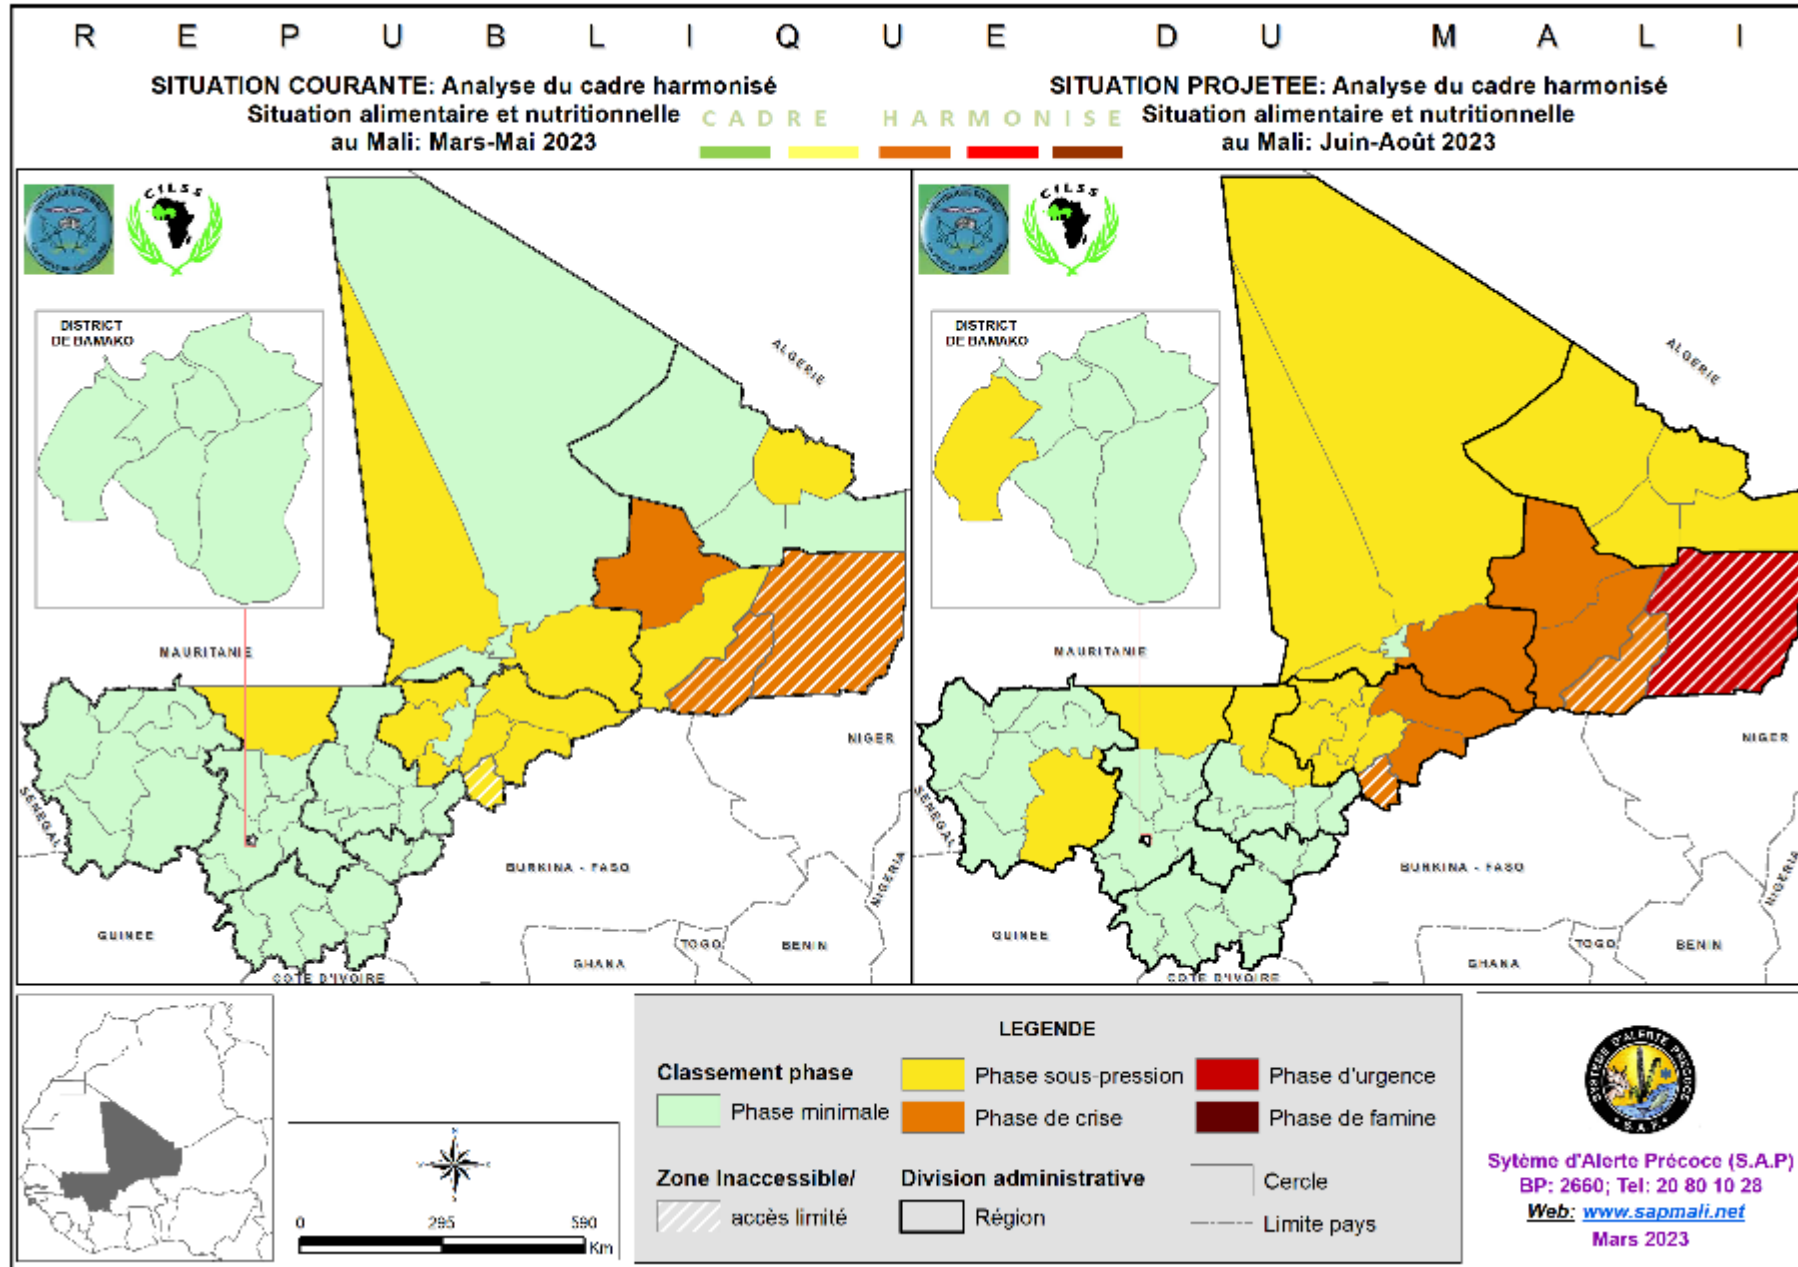 R E P U B L I Q U E D U M A L I
SITUATION COURANTE: Analyse du cadre harmonisé
Situation alimentaire et nutritionnelle
au Mali: Mars-Mai 2023
CADRE HARMONISE
SITUATION PROJETEE: Analyse du cadre harmonisé
Situation alimentaire et nutritionnelle
au Mali: Juin-Août 2023
CILSS
DISTRICT
DE BAMAKO
ALGERIE
MAURITANIE
NIGER
SENEGAL
BURKINA - FASO
NIGERIA
GUINEE
TOGO
BENIN
GHANA
COTE D'IVOIRE
CILSS
DISTRICT
DE BAMAKO
ALGERIE
MAURITANIE
NIGER
SENEGAL
BURKINA - FASO
NIGERIA
GUINEE
TOGO
BENIN
GHANA
COTE D'IVOIRE
0 295 590
Km
LEGENDE
Classement phase
Phase minimale
Phase sous-pression
Phase de crise
Phase d'urgence
Phase de famine
Zone Inaccessible/
accès limité
Division administrative
Région
Cercle
Limite pays
SYSTEME D'ALERTE PRECOCE
S.A.P
Sytème d'Alerte Précoce (S.A.P)
BP: 2660; Tel: 20 80 10 28
Web: www.sapmali.net
Mars 2023